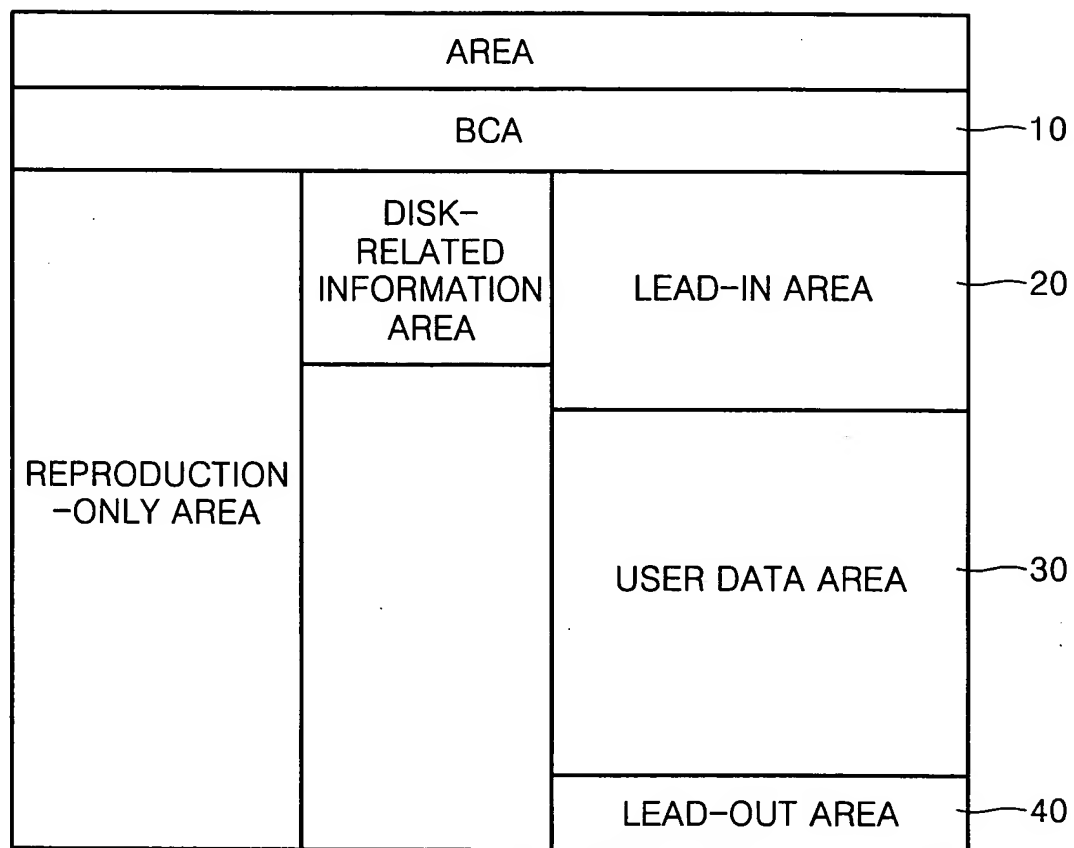 AREA
BCA
10
DISK-
RELATED
INFORMATION
AREA
LEAD-IN AREA
20
REPRODUCTION
-ONLY AREA
USER DATA AREA
30
LEAD-OUT AREA
40